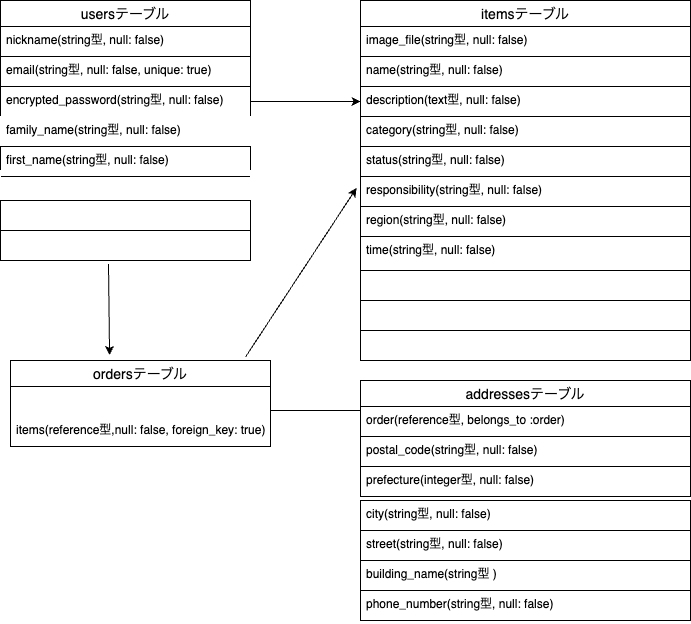 usersテーブル
nickname(string型, null: false)
email(string型, null: false, unique: true)
encrypted_password(string型, null: false)
family_name(string型, null: false)
first_name(string型, null: false)
itemsテーブル
image_file(string型, null: false)
name(string型, null: false)
description(text型, null: false)
category(string型, null: false)
status(string型, null: false)
responsibility(string型, null: false)
region(string型, null: false)
time(string型, null: false)
ordersテーブル
items(reference型,null: false, foreign_key: true)
addressesテーブル
order(reference型, belongs_to :order)
postal_code(string型, null: false)
prefecture(integer型, null: false)
city(string型, null: false)
street(string型, null: false)
building_name(string型 )
phone_number(string型, null: false)